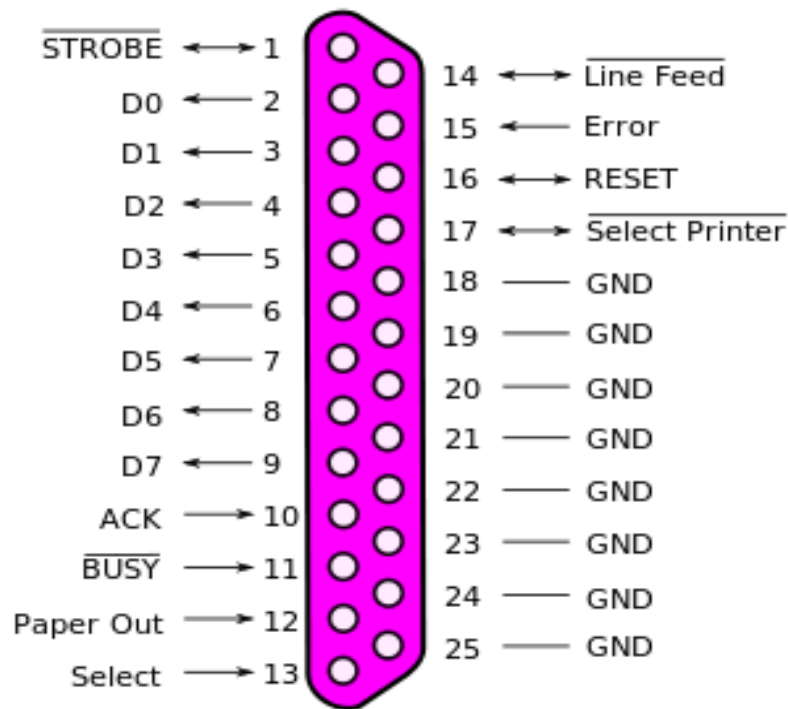 STROBE 1
D0 2
D1 3
D2 4
D3 5
D4 6
D5 7
D6 8
D7 9
ACK 10
BUSY 11
Paper Out 12
Select 13
14 Line Feed
15 Error
16 RESET
17 Select Printer
18 GND
19 GND
20 GND
21 GND
22 GND
23 GND
24 GND
25 GND